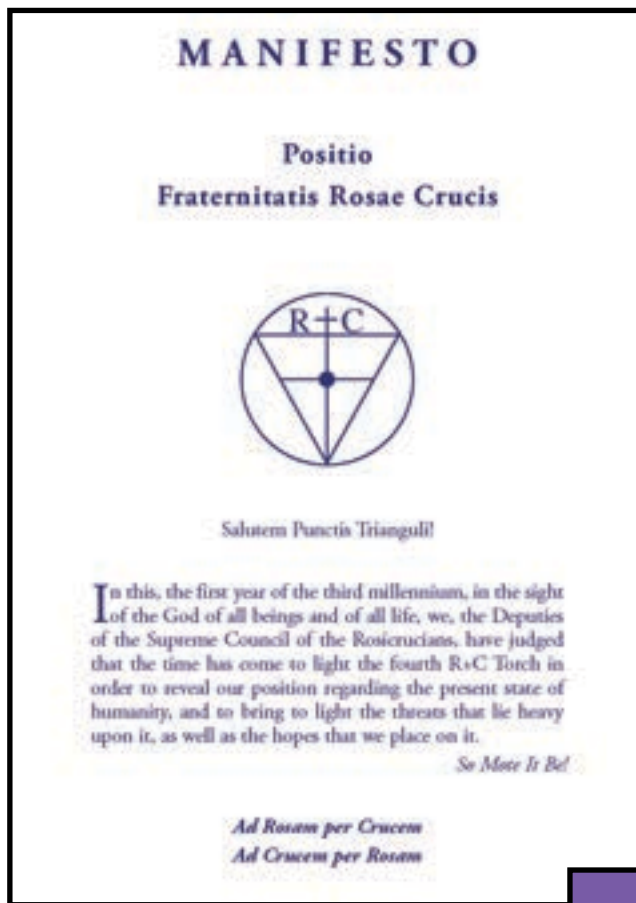 MANIFESTO
Positio
Fraternitatis Rosae Crucis
R C
Salutem Punctis Trianguli!
In this, the first year of the third millennium, in the sight
of the God of all beings and of all life, we, the Deputies
of the Supreme Council of the Rosicrucians, have judged
that the time has come to light the fourth R+C Torch in
order to reveal our position regarding the present state of
humanity, and to bring to light the threats that lie heavy
upon it, as well as the hopes that we place on it.
So Mote It Be!
Ad Rosam per Crucem
Ad Crucem per Rosam